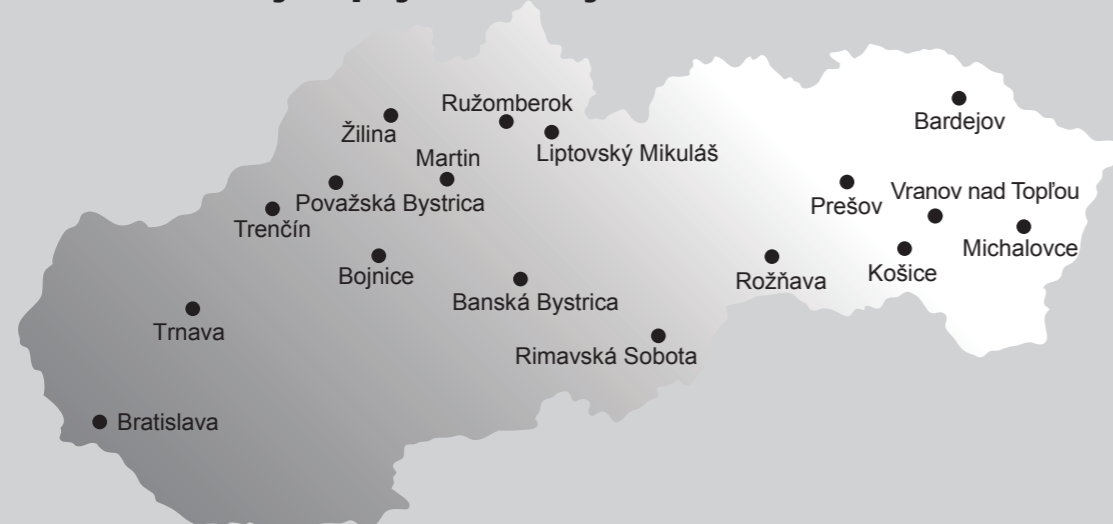 Ružomberok
Bardejov
Žilina
Liptovský Mikuláš
Martin
Vranov nad Topľou
Považská Bystrica
Prešov
Trenčín
Michalovce
Bojnice
Košice
Rožňava
Banská Bystrica
Trnava
Rimavská Sobota
Bratislava